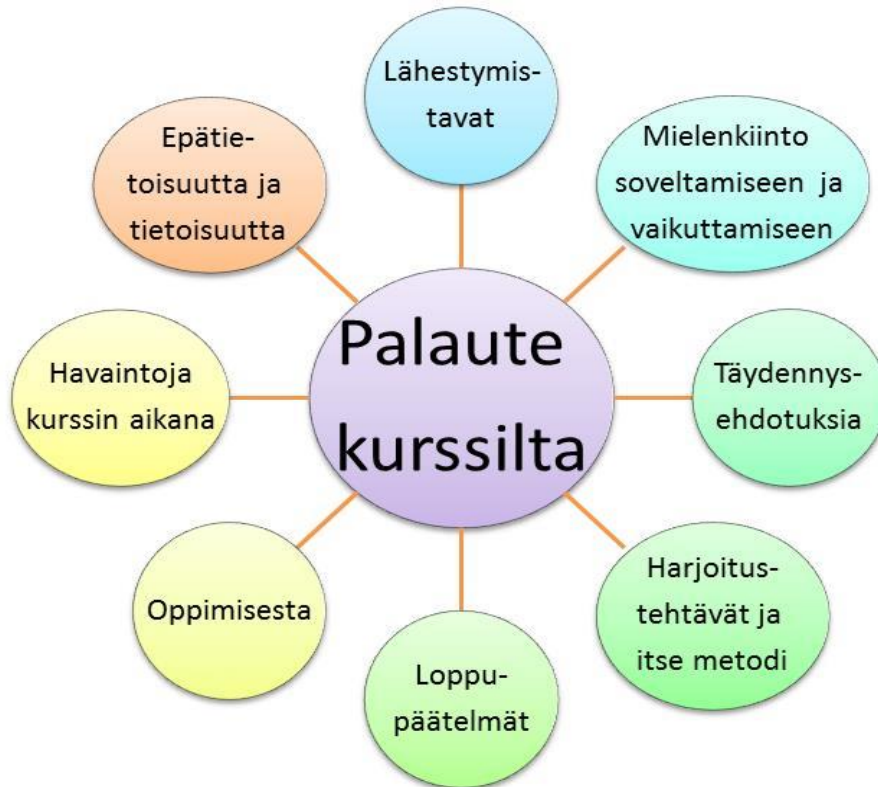 Palaute
kurssilta
Lähestymis-
tavat
Mielenkiinto
soveltamiseen ja
vaikuttamiseen
Täydennys-
ehdotuksia
Harjoitus-
tehtävät ja
itse metodi
Loppu-
päätelmät
Oppimisesta
Havaintoja
kurssin aikana
Epätie-
toisuutta ja
tietoisuutta